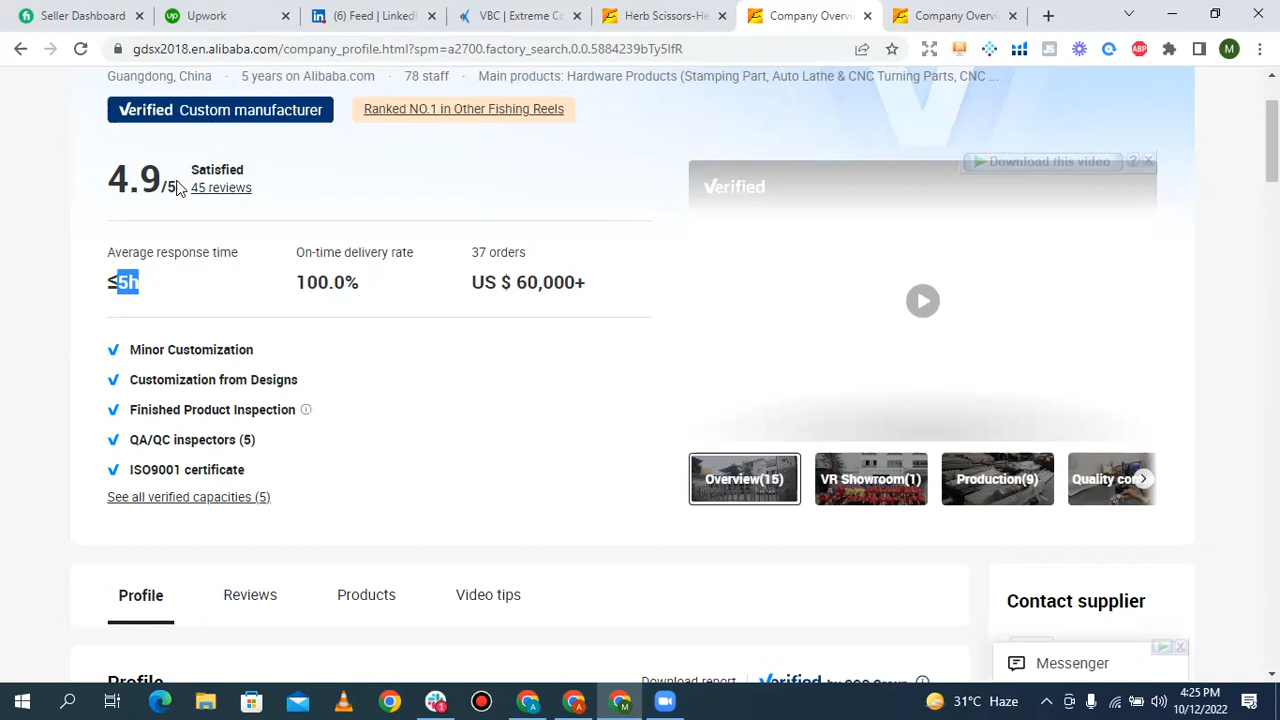 Seller Dashboard
Upwork
(6) Feed | LinkedI
VBC | Extreme Co
Herb Scissors-He
Company Overvi
Company Overvi
gdsx2018.en.alibaba.com/company_profile.html?spm=a2700.factory_search.0.0.5884239bTy5IfR
ABP
M
Guangdong, China · 5 years on Alibaba.com · 78 staff · Main products: Hardware Products (Stamping Part, Auto Lathe & CNC Turning Parts, CNC ...
Verified Custom manufacturer
Ranked NO.1 in Other Fishing Reels
4.9/5
Satisfied
45 reviews
Download this video ? X
Verified
Average response time
≤5h
On-time delivery rate
100.0%
37 orders
US $ 60,000+
Minor Customization
Customization from Designs
Finished Product Inspection
QA/QC inspectors (5)
ISO9001 certificate
See all verified capacities (5)
Overview(15)
VR Showroom(1)
Production(9)
Quality con
Profile
Reviews
Products
Video tips
Contact supplier
Messenger
Profile
Download report
Verified by
31°C Haze
4:25 PM
10/12/2022